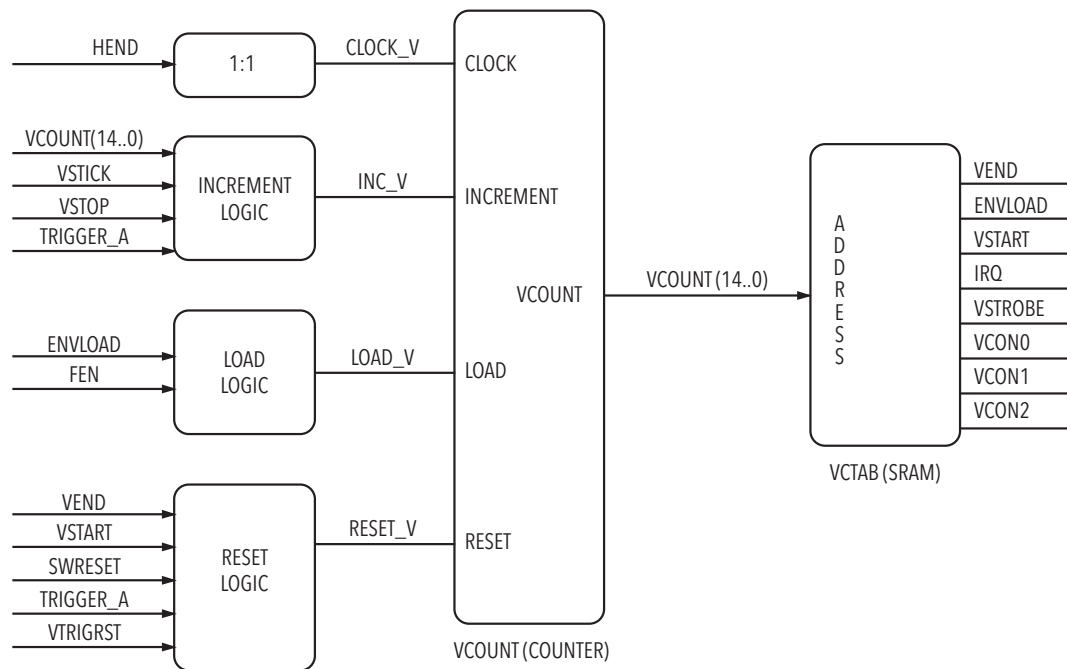 HEND
1:1
CLOCK_V
CLOCK
VCOUNT(14..0)
VSTICK
VSTOP
TRIGGER_A
INCREMENT
LOGIC
INC_V
INCREMENT
ENVLOAD
FEN
LOAD
LOGIC
LOAD_V
LOAD
VEND
VSTART
SWRESET
TRIGGER_A
VTRIGRST
RESET
LOGIC
RESET_V
RESET
VCOUNT
VCOUNT (COUNTER)
VCOUNT (14..0)
A
D
D
R
E
S
S
VEND
ENVLOAD
VSTART
IRQ
VSTROBE
VCON0
VCON1
VCON2
VCTAB (SRAM)